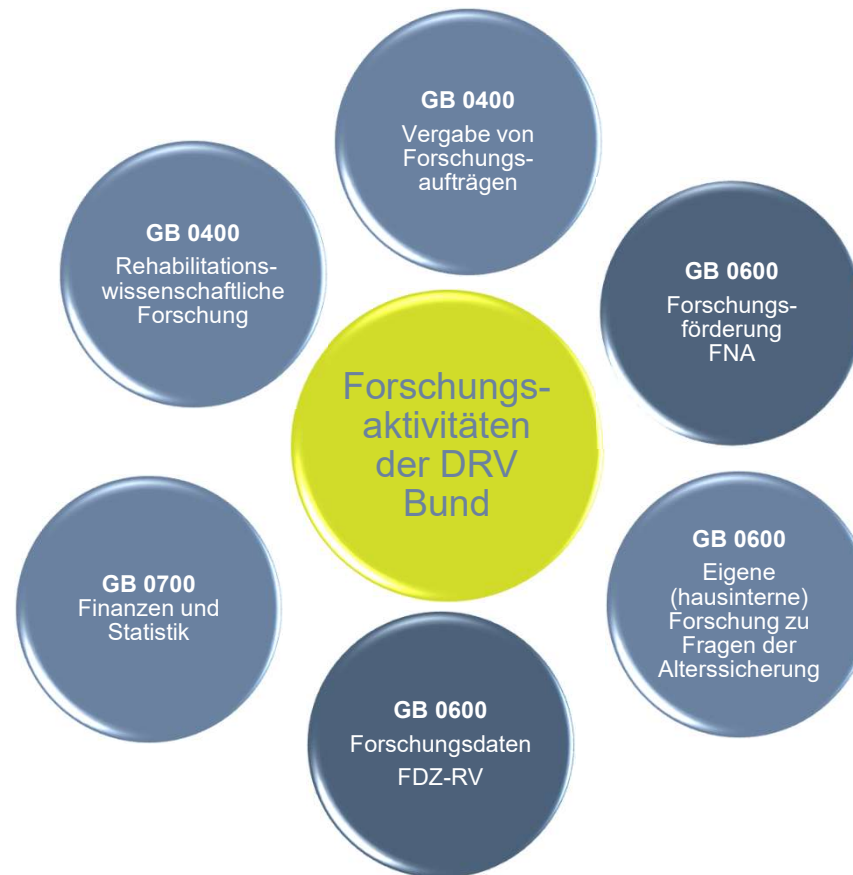 GB 0400
Vergabe von
Forschungs-
aufträgen
GB 0400
Rehabilitations-
wissenschaftliche
Forschung
GB 0600
Forschungs-
förderung
FNA
Forschungs-
aktivitäten
der DRV
Bund
GB 0700
Finanzen und
Statistik
GB 0600
Eigene
(hausinterne)
Forschung zu
Fragen der
Alterssicherung
GB 0600
Forschungsdaten
FDZ-RV